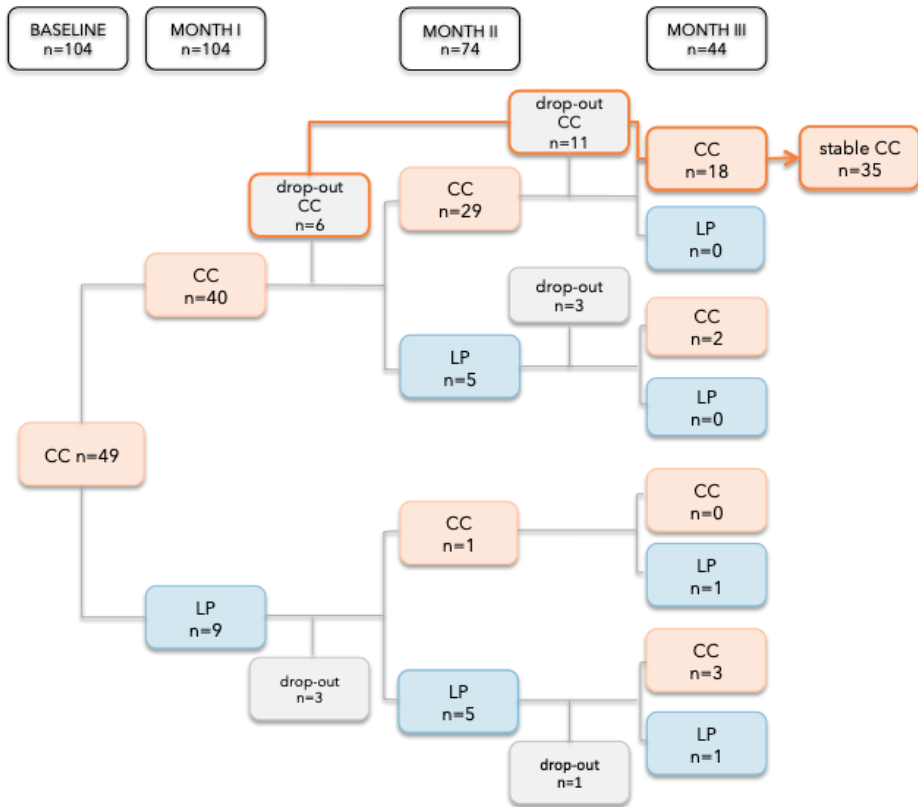 BASELINE
n=104
MONTH I
n=104
MONTH II
n=74
MONTH III
n=44
drop-out
CC
n=11
CC
n=18
stable CC
n=35
drop-out
CC
n=6
CC
n=29
LP
n=0
CC
n=40
drop-out
n=3
CC
n=2
LP
n=5
LP
n=0
CC n=49
CC
n=0
CC
n=1
LP
n=1
LP
n=9
drop-out
n=3
CC
n=3
LP
n=5
LP
n=1
drop-out
n=1